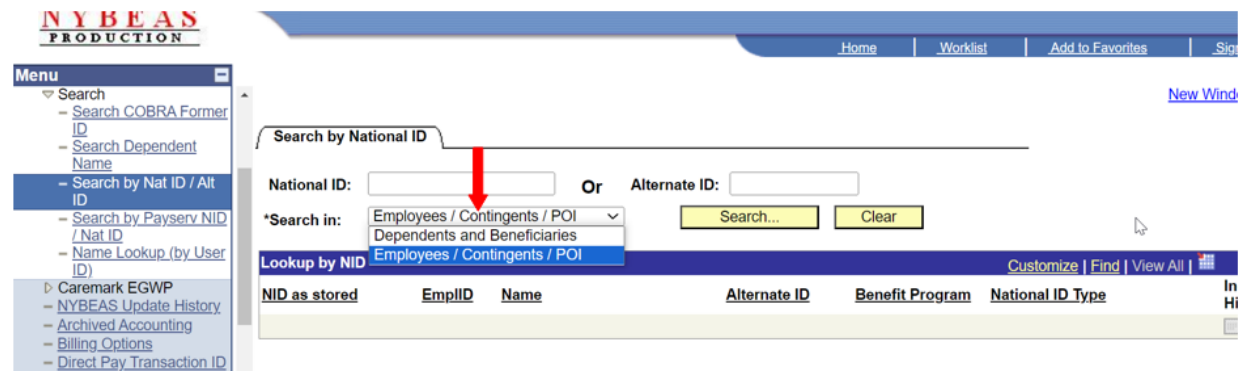 NYBEAS
PRODUCTION
Home
Worklist
Add to Favorites
Menu
Search
Search COBRA Former
ID
Search Dependent
Name
Search by Nat ID / Alt
ID
Search by Payserv NID
/ Nat ID
Name Lookup (by User
ID)
Caremark EGWP
NYBEAS Update History
Archived Accounting
Billing Options
Direct Pay Transaction ID
New
Search by National ID
National ID:
Or
Alternate ID:
*Search in:
Employees / Contingents / POI
Search...
Clear
Dependents and Beneficiaries
Employees / Contingents / POI
Lookup by NID
Customize | Find | View All |
NID as stored
EmplID
Name
Alternate ID
Benefit Program
National ID Type
In